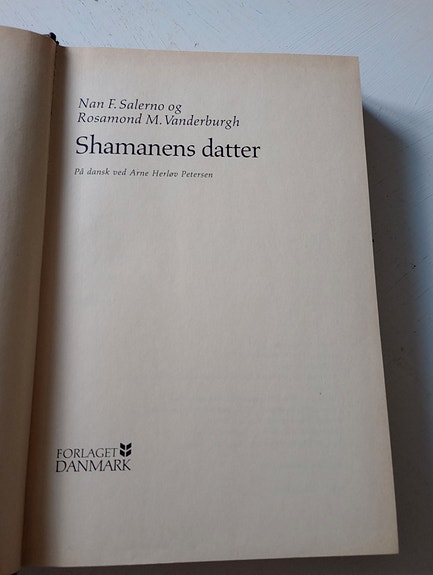 Nan F. Salerno og
Rosamond M. Vanderburgh
Shamanens datter
På dansk ved Arne Herløv Petersen
FORLAGET
DANMARK